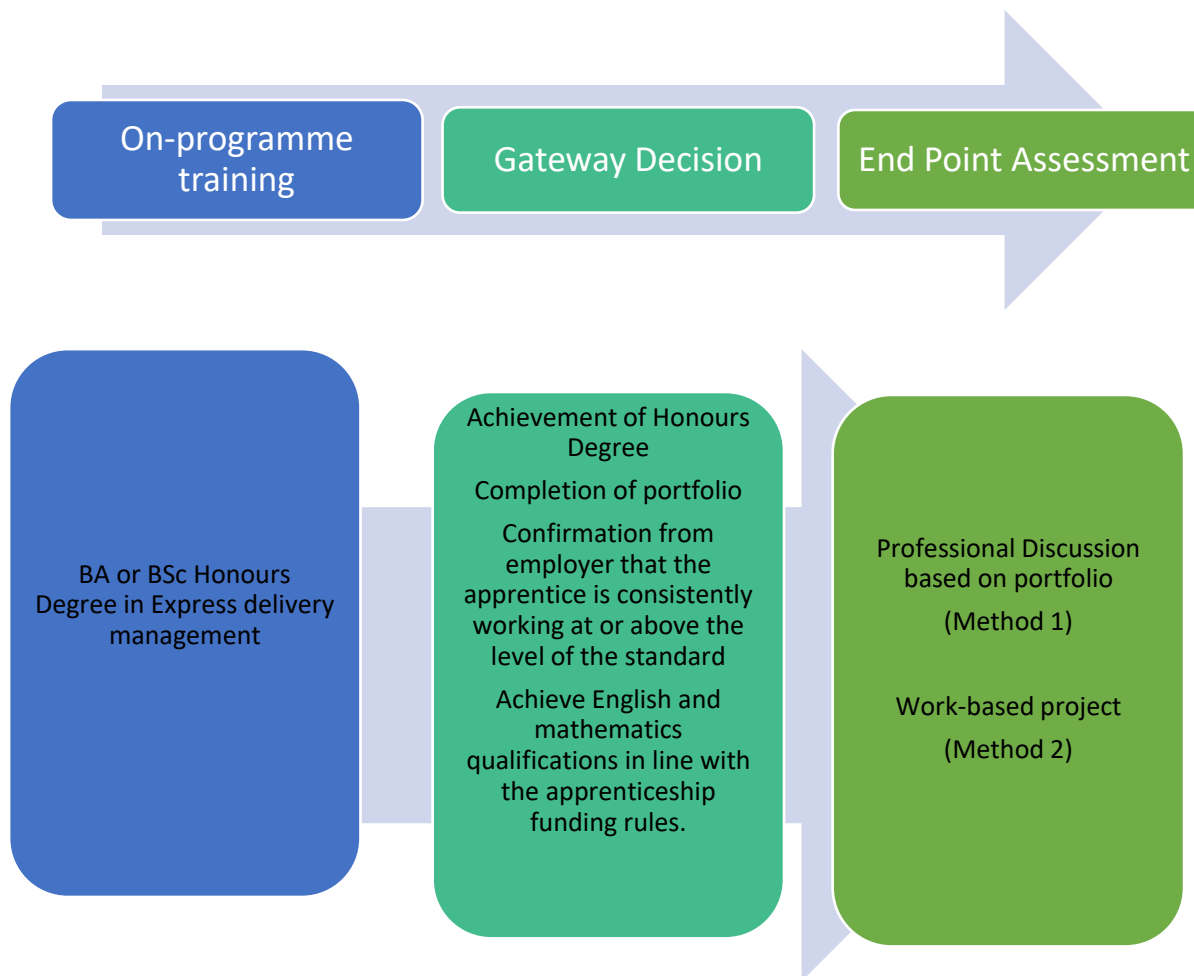 On-programme
training
Gateway Decision
End Point Assessment
BA or BSc Honours
Degree in Express delivery
management
Achievement of Honours
Degree
Completion of portfolio
Confirmation from
employer that the
apprentice is consistently
working at or above the
level of the standard
Achieve English and
mathematics
qualifications in line with
the apprenticeship
funding rules.
Professional Discussion
based on portfolio
(Method 1)
Work-based project
(Method 2)